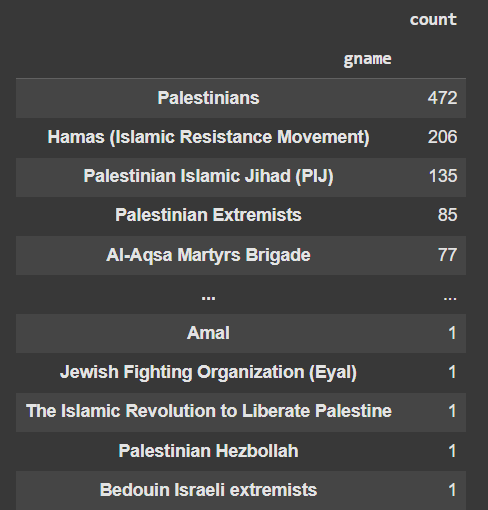 count
gname
Palestinians 472
Hamas (Islamic Resistance Movement) 206
Palestinian Islamic Jihad (PIJ) 135
Palestinian Extremists 85
Al-Aqsa Martyrs Brigade 77
... ...
Amal 1
Jewish Fighting Organization (Eyal) 1
The Islamic Revolution to Liberate Palestine 1
Palestinian Hezbollah 1
Bedouin Israeli extremists 1